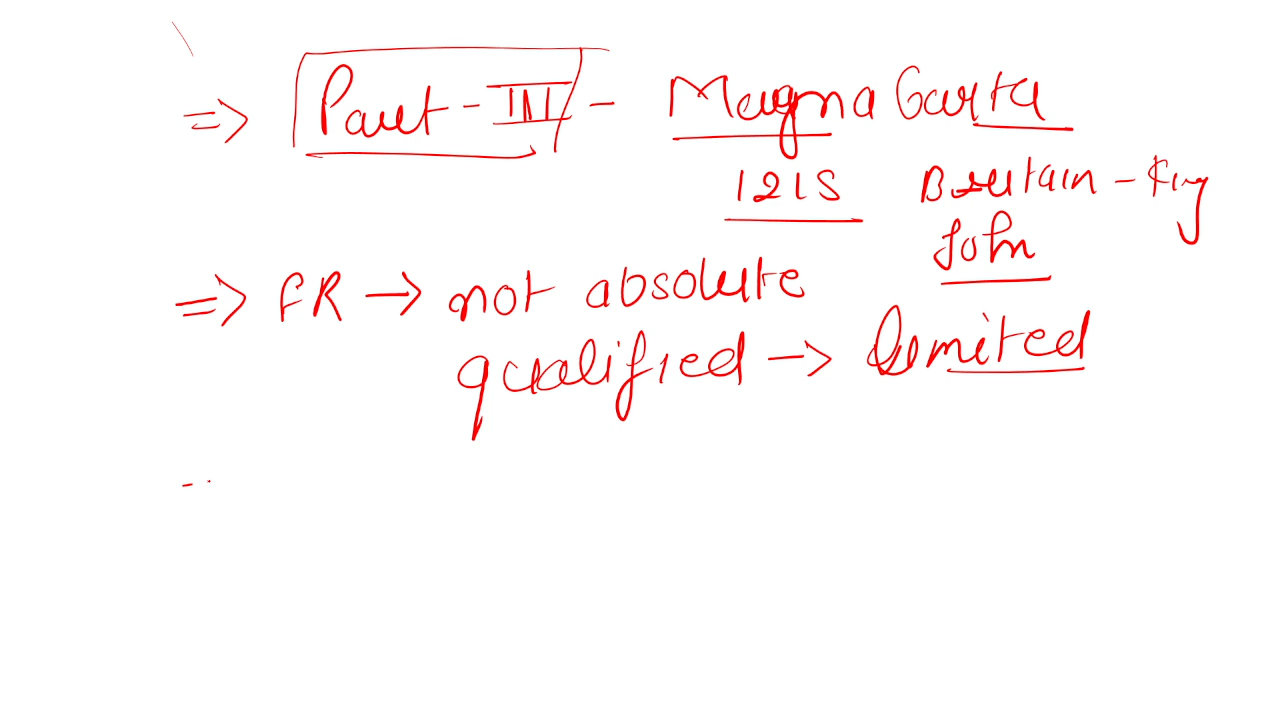 => Part - III - Magna Carta
1215 Britain - King
John
=> FR → not absolute
qualified → limited